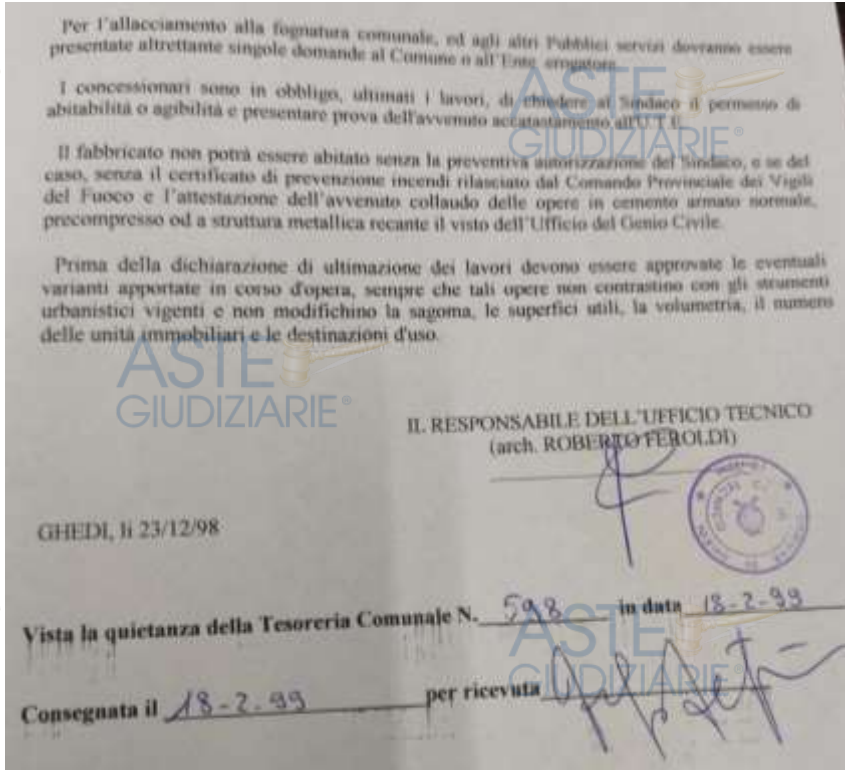 Per l'allacciamento alla fognatura comunale, ed agli altri Pubblici servizi dovranno essere
presentate altrettante singole domande al Comune o all'Ente erogatore.
I concessionari sono in obbligo, ultimati i lavori, di chiedere al Sindaco il permesso di
abitabilità o agibilità e presentare prova dell'avvenuto accatastamento all'U.T.E.
Il fabbricato non potrà essere abitato senza la preventiva autorizzazione del Sindaco, e se del
caso, senza il certificato di prevenzione incendi rilasciato dal Comando Provinciale dei Vigili
del Fuoco e l'attestazione dell'avvenuto collaudo delle opere in cemento armato normale,
precompresso od a struttura metallica recante il visto dell'Ufficio del Genio Civile.
Prima della dichiarazione di ultimazione dei lavori devono essere approvate le eventuali
varianti apportate in corso d'opera, sempre che tali opere non contrastino con gli strumenti
urbanistici vigenti e non modifichino la sagoma, le superfici utili, la volumetria, il numero
delle unità immobiliari e le destinazioni d'uso.
ASTE
GIUDIZIARIE®
ASTE
GIUDIZIARIE®
IL RESPONSABILE DELL'UFFICIO TECNICO
(arch. ROBERTO FEROLDI)
GHEDI, li 23/12/98
Vista la quietanza della Tesoreria Comunale N. 598 in data 18-2-99
ASTE
GIUDIZIARIE®
Consegnata il 18-2-99 per ricevuta